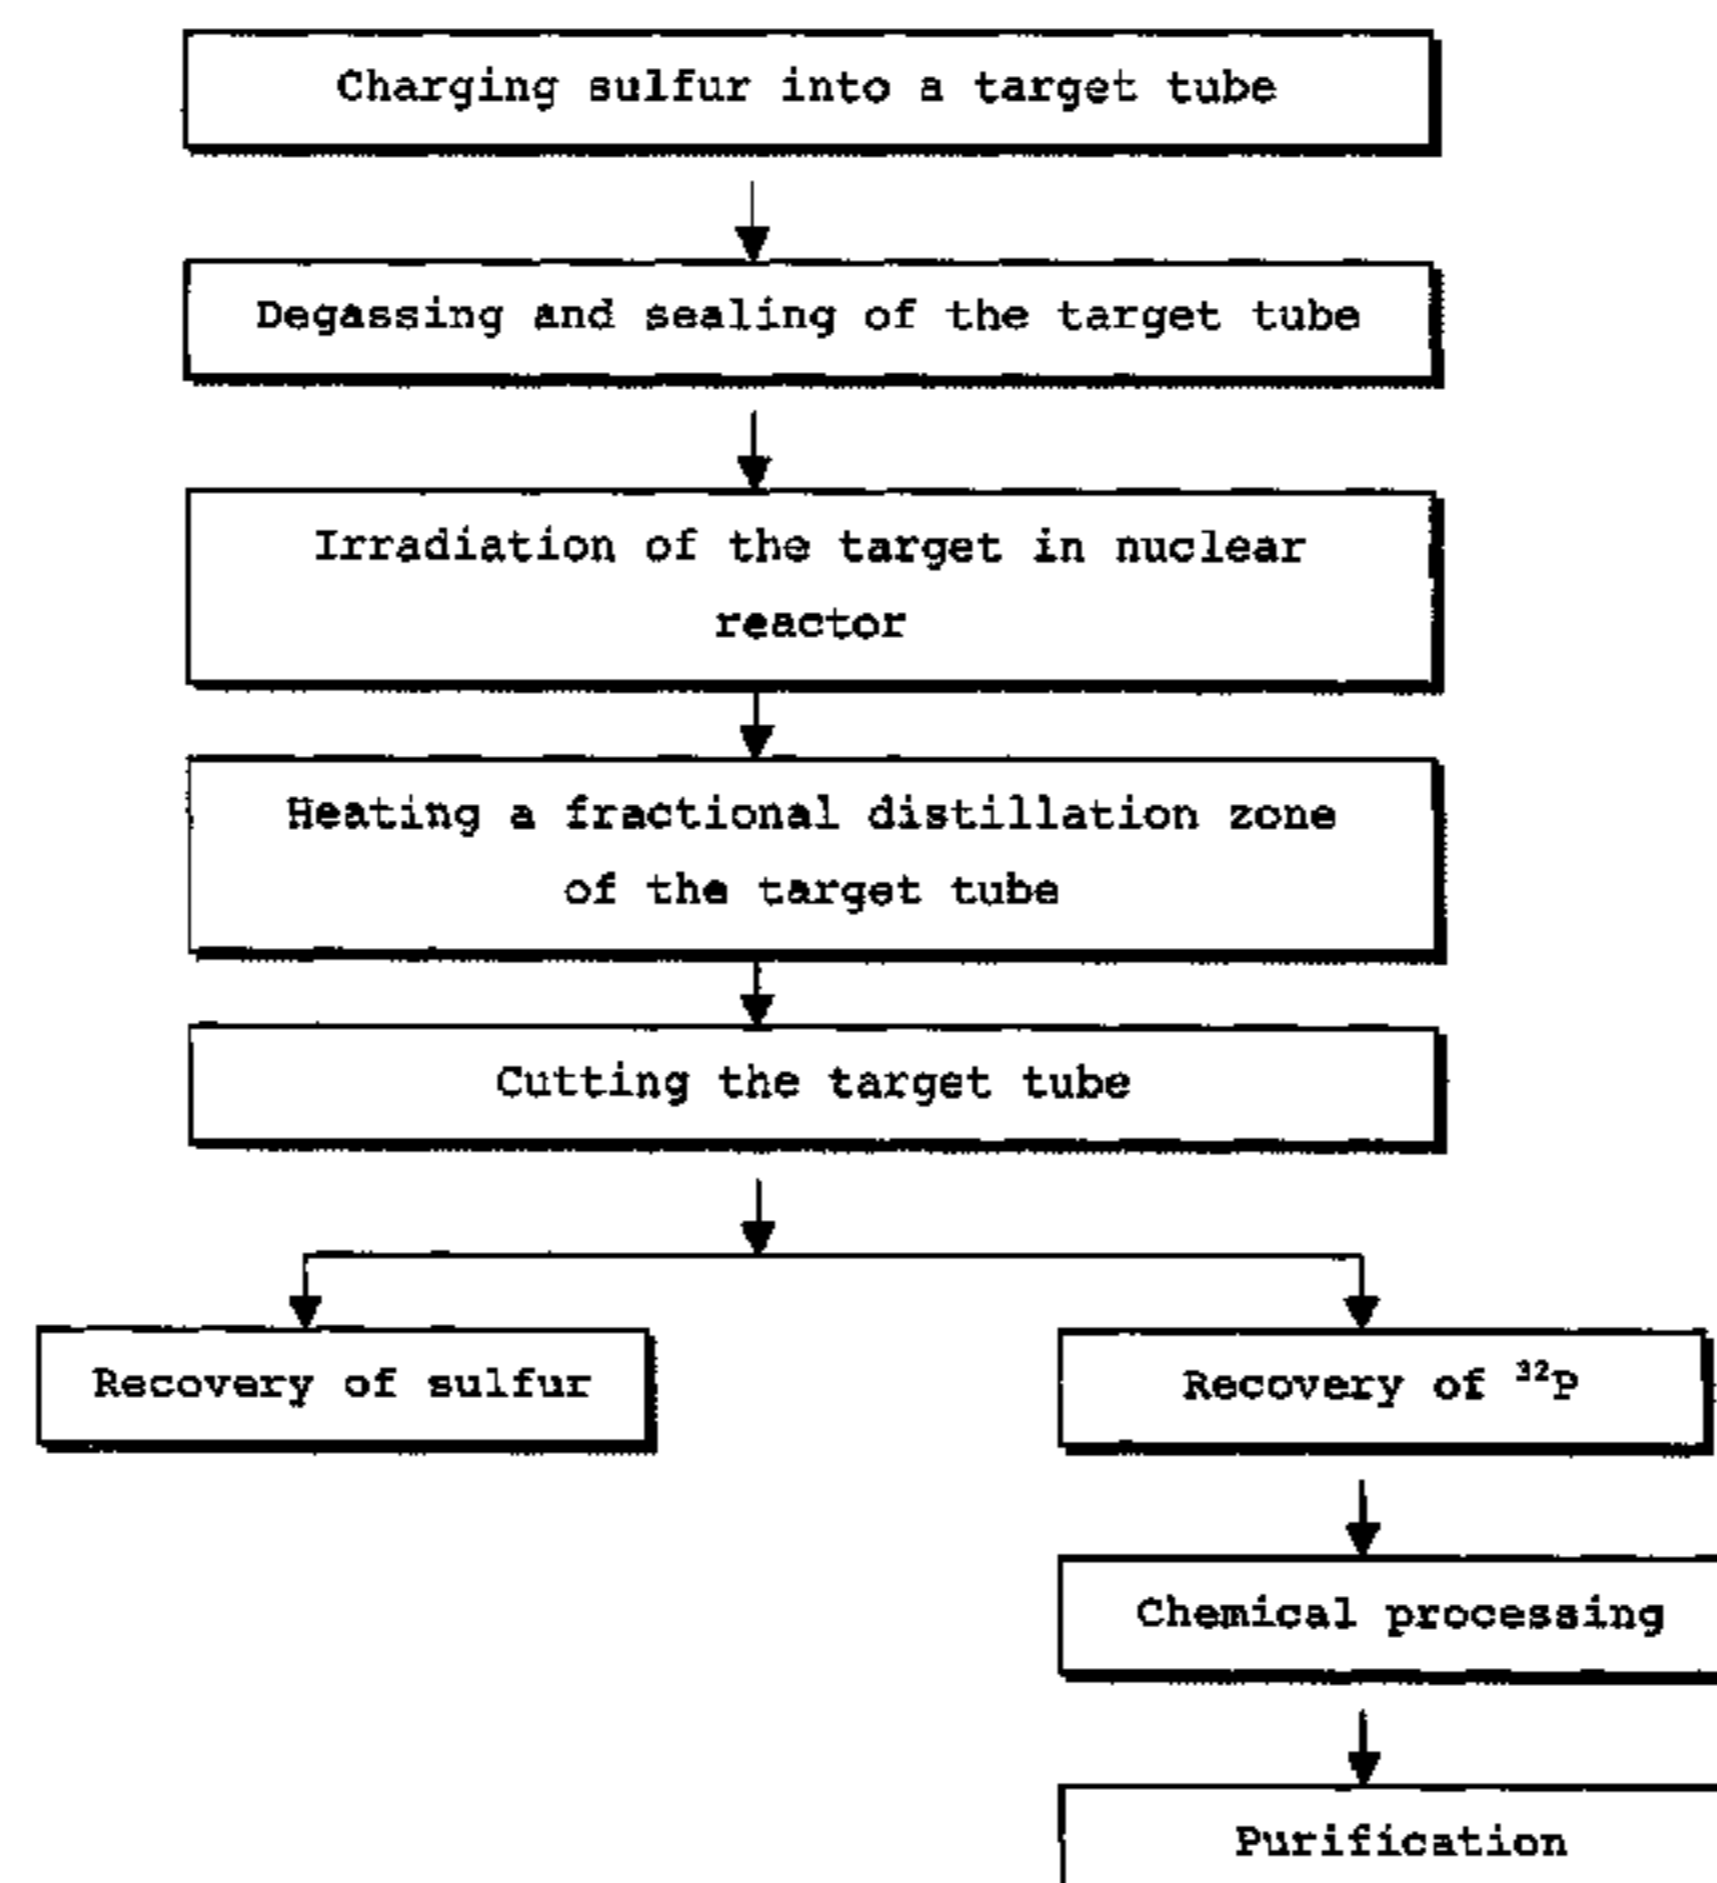 Charging sulfur into a target tube
Degassing and sealing of the target tube
Irradiation of the target in nuclear
reactor
Heating a fractional distillation zone
of the target tube
Cutting the target tube
Recovery of sulfur
Recovery of ³²P
Chemical processing
Purification